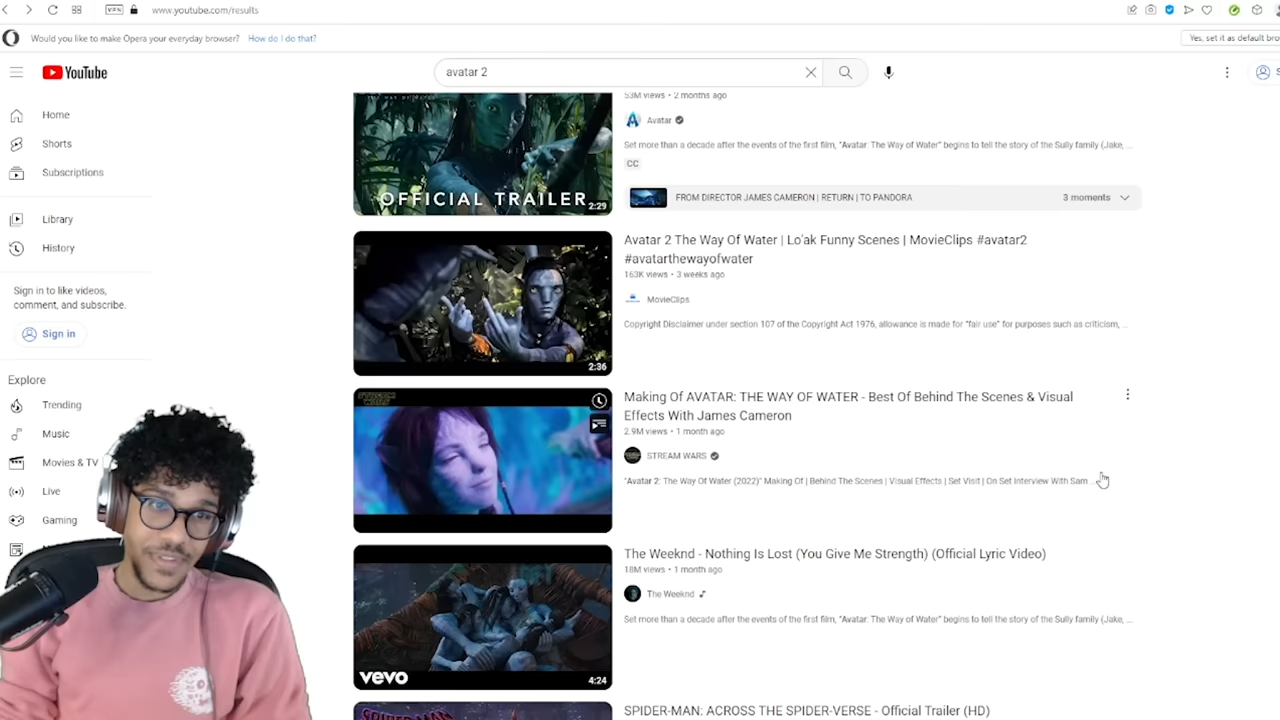 VPN
www.youtube.com/results
Would you like to make Opera your everyday browser? How do I do that?
Yes, set it as default bro
YouTube
avatar 2
Home
Shorts
Subscriptions
Library
History
Sign in to like videos,
comment, and subscribe.
Sign in
Explore
Trending
Music
Movies & TV
Live
Gaming
OFFICIAL TRAILER
2:29
53M views • 2 months ago
Avatar
Set more than a decade after the events of the first film, "Avatar: The Way of Water" begins to tell the story of the Sully family (Jake, ...
CC
FROM DIRECTOR JAMES CAMERON | RETURN | TO PANDORA
3 moments
2:36
Avatar 2 The Way Of Water | Lo'ak Funny Scenes | MovieClips #avatar2
#avatarthewayofwater
163K views • 3 weeks ago
MovieClips
Copyright Disclaimer under section 107 of the Copyright Act 1976, allowance is made for "fair use" for purposes such as criticism, ...
STREAM WARS
Making Of AVATAR: THE WAY OF WATER - Best Of Behind The Scenes & Visual
Effects With James Cameron
2.9M views • 1 month ago
STREAM WARS
"Avatar 2: The Way Of Water (2022)" Making Of | Behind The Scenes | Visual Effects | Set Visit | On Set Interview With Sam ...
vevo
4:24
The Weeknd - Nothing Is Lost (You Give Me Strength) (Official Lyric Video)
18M views • 1 month ago
The Weeknd
Set more than a decade after the events of the first film, "Avatar: The Way of Water" begins to tell the story of the Sully family (Jake, ...
SPIDER-MAN
SPIDER-MAN: ACROSS THE SPIDER-VERSE - Official Trailer (HD)